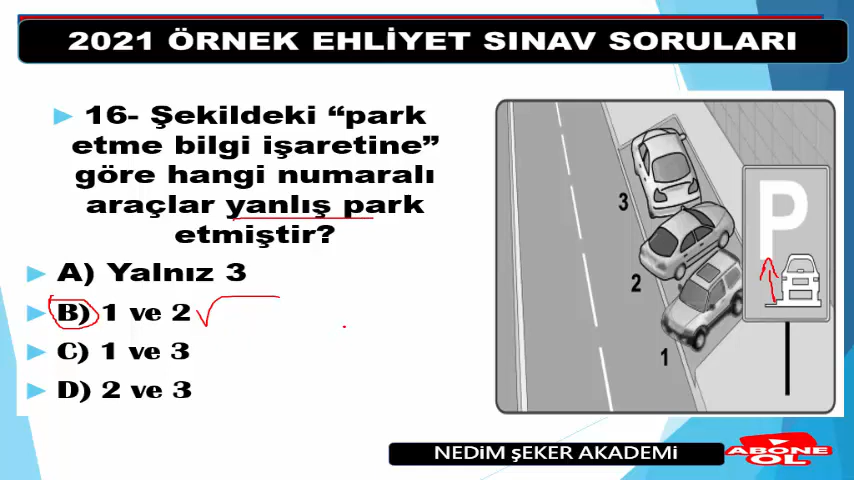 2021 ÖRNEK EHLİYET SINAV SORULARI
16- Şekildeki “park
etme bilgi işaretine”
göre hangi numaralı
araçlar yanlış park
etmiştir?
A) Yalnız 3
B) 1 ve 2
C) 1 ve 3
D) 2 ve 3
3
2
1
P
NEDiM şEKER AKADEMi
ABONE
OL